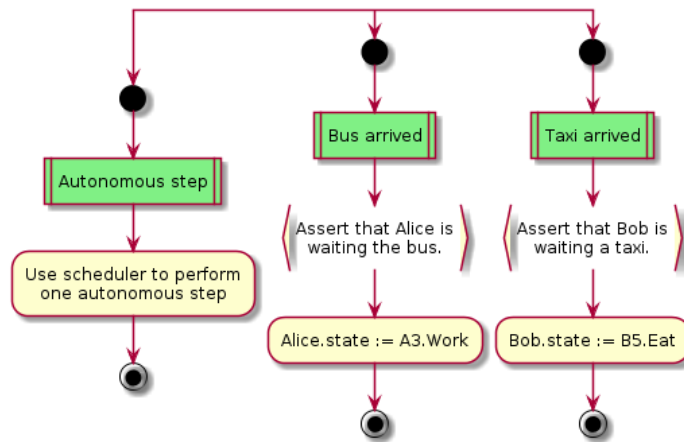 Autonomous step
Use scheduler to perform
one autonomous step
Bus arrived
Assert that Alice is
waiting the bus.
Alice.state := A3.Work
Taxi arrived
Assert that Bob is
waiting a taxi.
Bob.state := B5.Eat